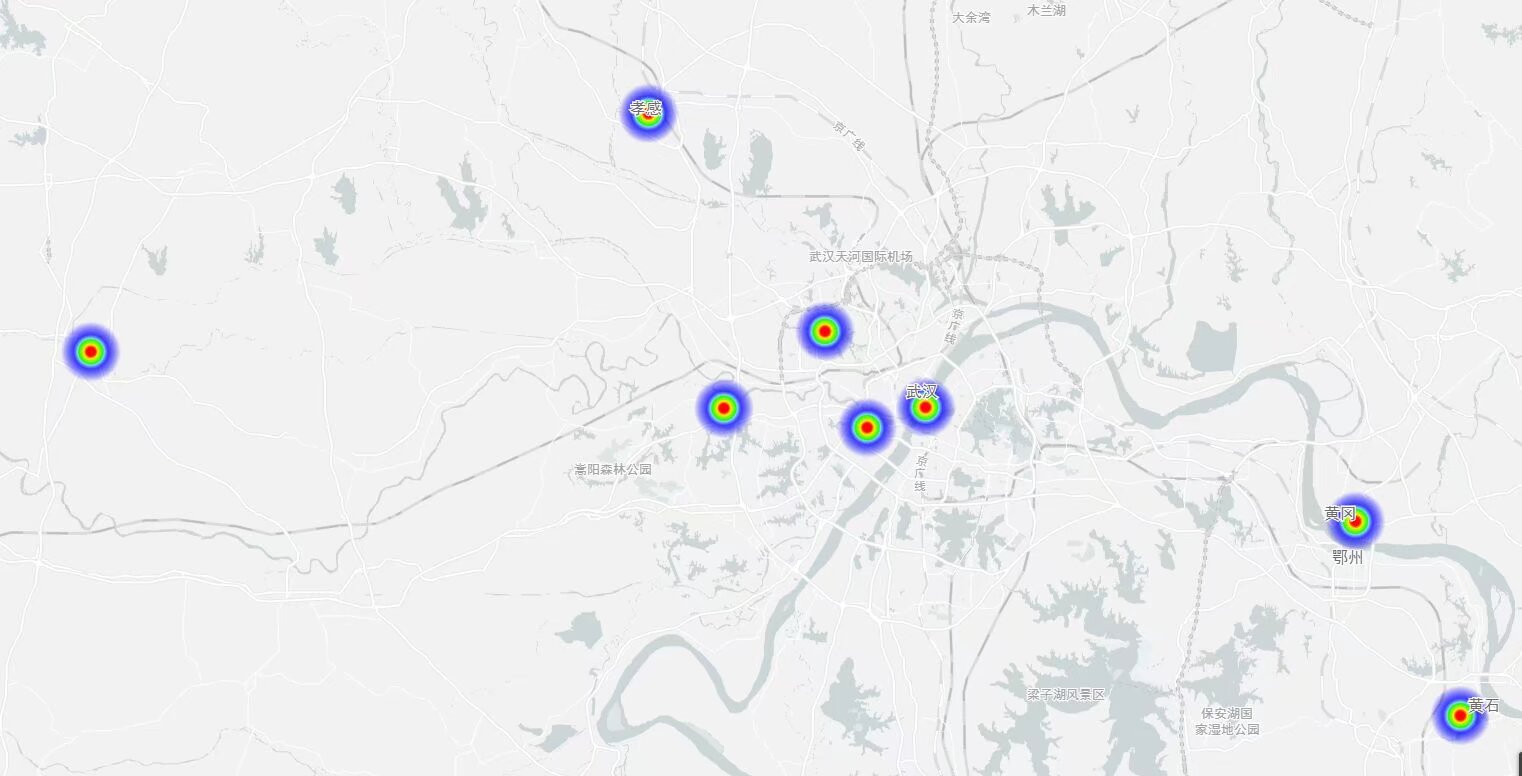 大余湾
木兰湖
孝感
京广线
武汉天河国际机场
京广线
武汉
嵩阳森林公园
京广线
黄冈
鄂州
梁子湖风景区
保安湖国
家湿地公园
黄石